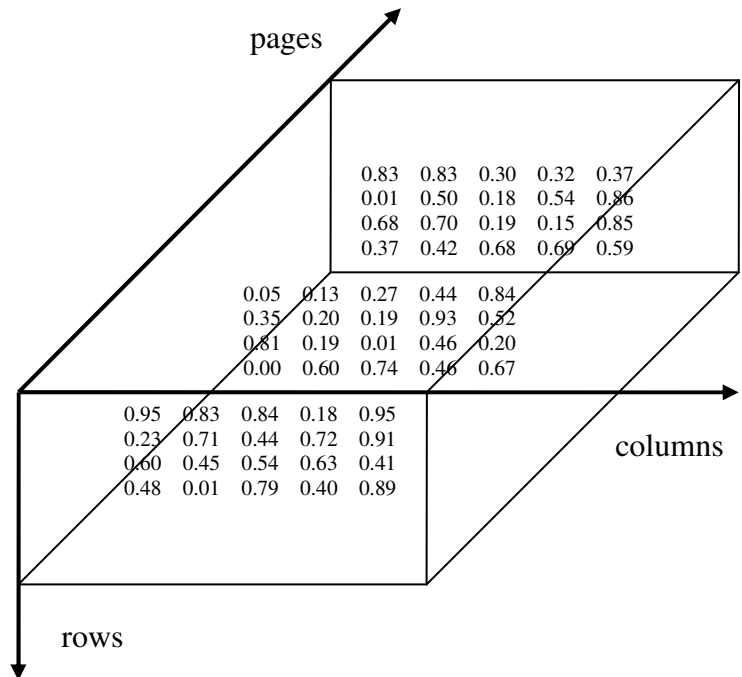 pages
0.83 0.83 0.30 0.32 0.37
0.01 0.50 0.18 0.54 0.86
0.68 0.70 0.19 0.15 0.85
0.37 0.42 0.68 0.69 0.59
0.05 0.13 0.27 0.44 0.84
0.35 0.20 0.19 0.93 0.52
0.81 0.19 0.01 0.46 0.20
0.00 0.60 0.74 0.46 0.67
0.95 0.83 0.84 0.18 0.95
0.23 0.71 0.44 0.72 0.91
0.60 0.45 0.54 0.63 0.41
0.48 0.01 0.79 0.40 0.89
columns
rows